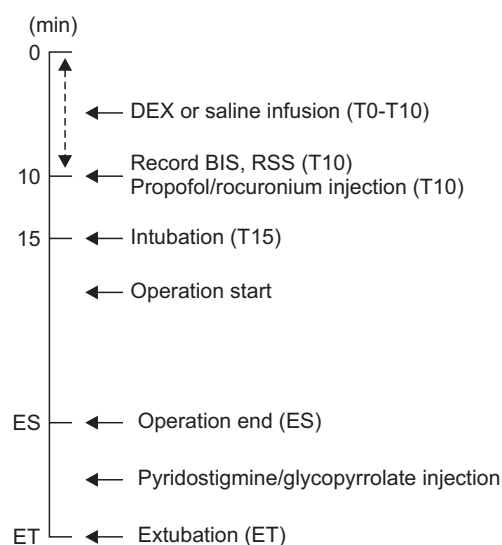 (min)
0
DEX or saline infusion (T0-T10)
Record BIS, RSS (T10)
10
Propofol/rocuronium injection (T10)
15
Intubation (T15)
Operation start
ES
Operation end (ES)
Pyridostigmine/glycopyrrolate injection
ET
Extubation (ET)